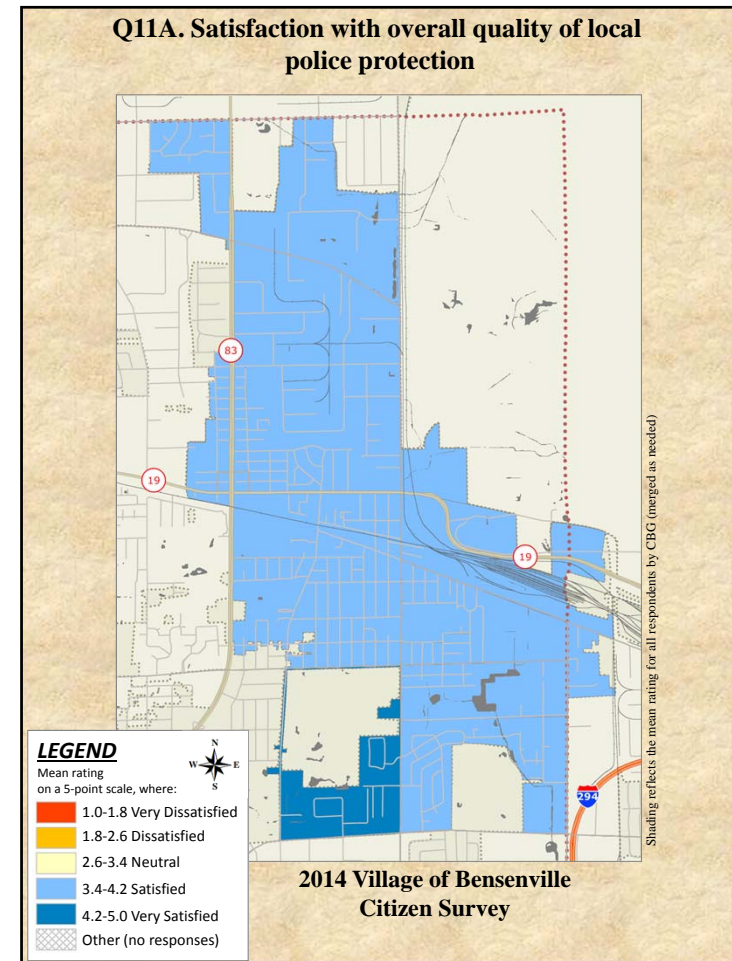 Q11A. Satisfaction with overall quality of local
police protection
83
19
19
294
Shading reflects the mean rating for all respondents by CBG (merged as needed)
LEGEND
N
W E
S
Mean rating
on a 5-point scale, where:
1.0-1.8 Very Dissatisfied
1.8-2.6 Dissatisfied
2.6-3.4 Neutral
3.4-4.2 Satisfied
4.2-5.0 Very Satisfied
Other (no responses)
2014 Village of Bensenville
Citizen Survey